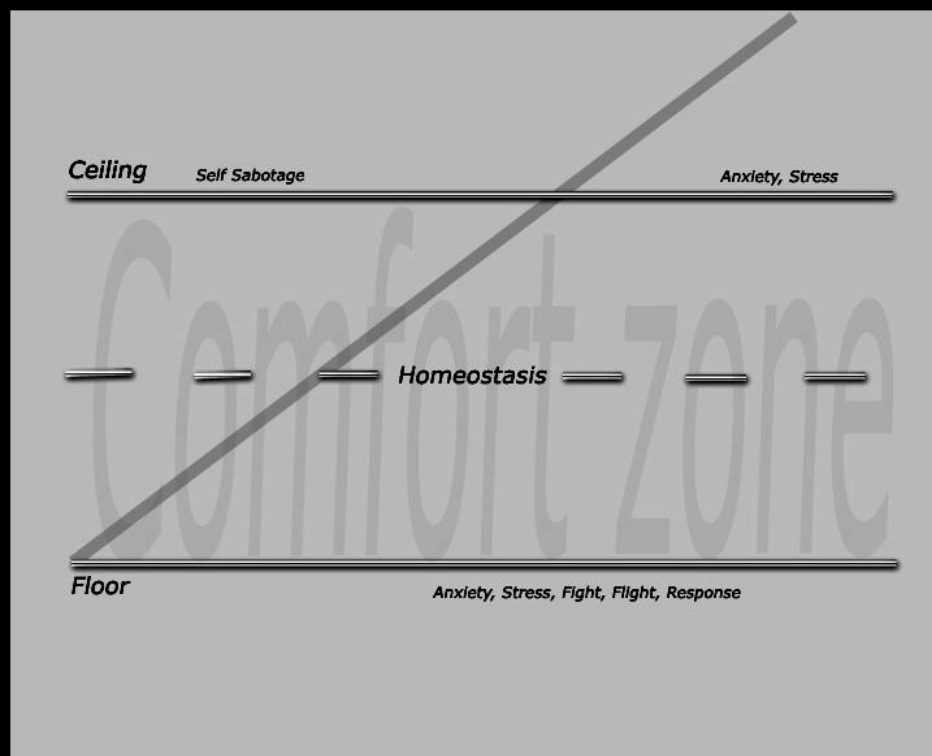 Ceiling
Self Sabotage
Anxiety, Stress
Comfort zone
Homeostasis
Floor
Anxiety, Stress, Fight, Flight, Response